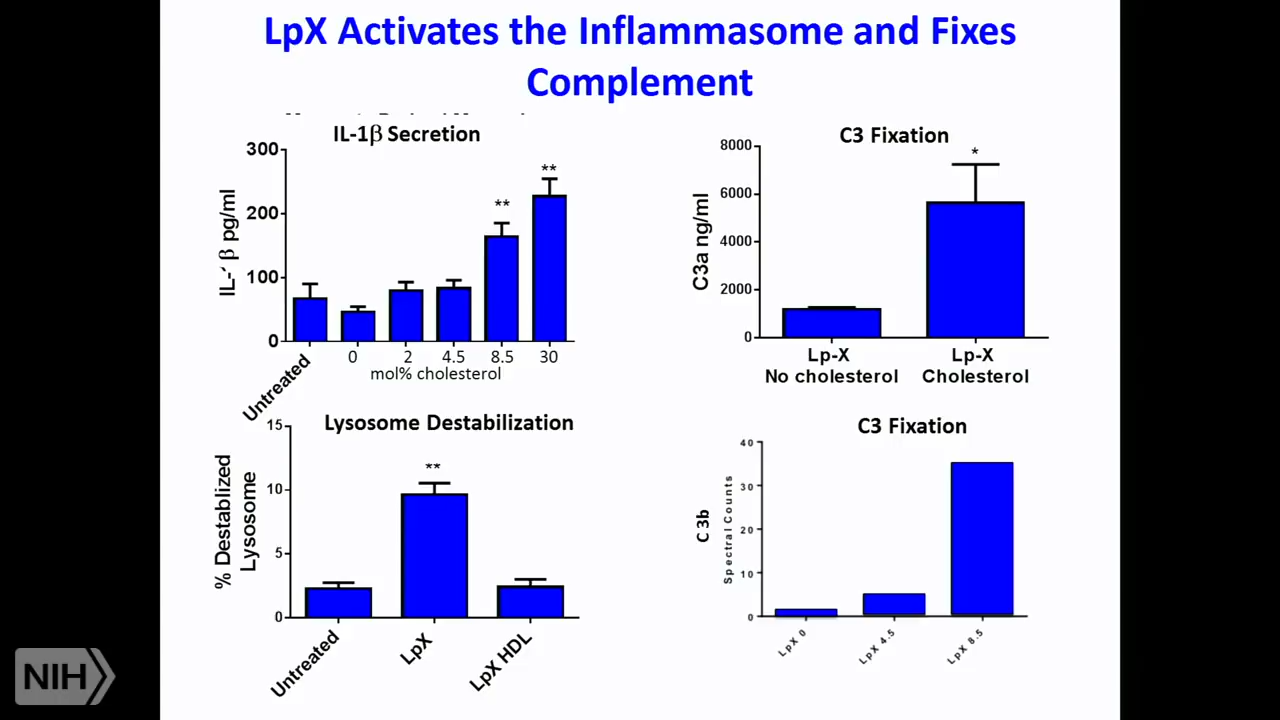 LpX Activates the Inflammasome and Fixes
Complement
IL-1β Secretion
300
200
100
0
β pg/ml
Untreated
0 2 4.5 8.5 30
mol% cholesterol
**
**
C3 Fixation
8000
6000
4000
2000
0
C3a ng/ml
*
Lp-X Lp-X
No cholesterol Cholesterol
Lysosome Destabilization
15
10
5
0
% Destablized
Lysosome
**
Untreated
LpX
LpX HDL
C3 Fixation
40
30
20
10
0
C 3b
Spectral Counts
LpX 0
LpX 4.5
LpX 8.5
NIH